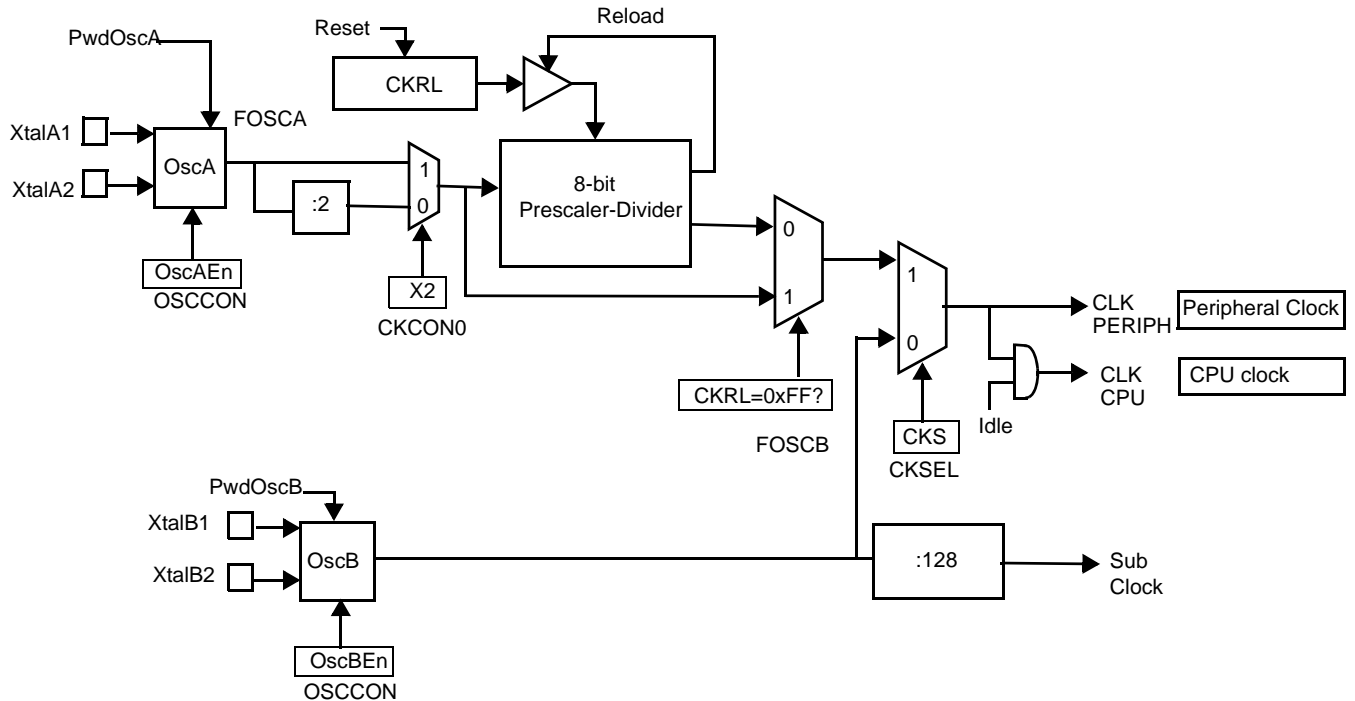 Reload
Reset
PwdOscA
CKRL
FOSCA
XtalA1
OscA
XtalA2
1
0
:2
8-bit
Prescaler-Divider
OscAEn
OSCCON
X2
CKCON0
0
1
1
0
CLK
PERIPH
Peripheral Clock
CLK
CPU
CPU clock
CKRL=0xFF?
Idle
FOSCB
CKS
CKSEL
PwdOscB
XtalB1
OscB
XtalB2
:128
Sub
Clock
OscBEn
OSCCON